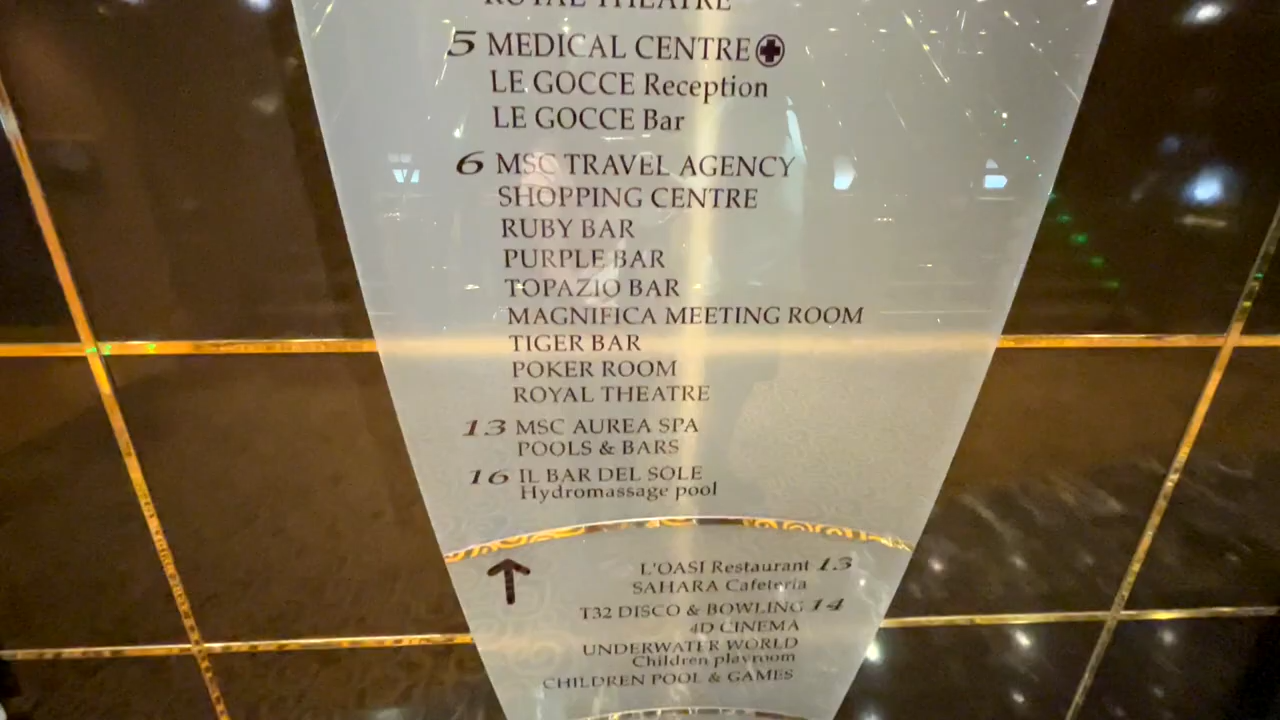 ROYAL THEATRE
5 MEDICAL CENTRE
LE GOCCE Reception
LE GOCCE Bar
6 MSC TRAVEL AGENCY
SHOPPING CENTRE
RUBY BAR
PURPLE BAR
TOPAZIO BAR
MAGNIFICA MEETING ROOM
TIGER BAR
POKER ROOM
ROYAL THEATRE
13 MSC AUREA SPA
POOLS & BARS
16 IL BAR DEL SOLE
Hydromassage pool
L'OASI Restaurant 13
SAHARA Cafeteria
T32 DISCO & BOWLING 14
4D CINEMA
UNDERWATER WORLD
Children playroom
CHILDREN POOL & GAMES